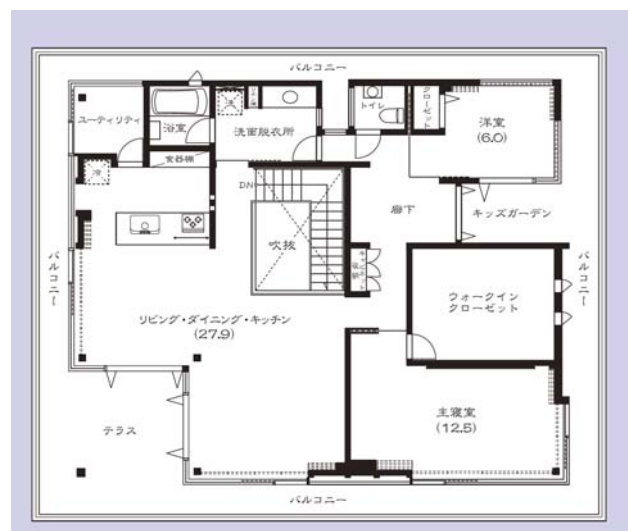 バルコニー
ユーティリティ
浴室
洗
洗面脱衣所
トイレ
クローゼット
洋室
(6.0)
冷
食器棚
DN
吹抜
廊下
キッズガーデン
バルコニー
バルコニー
リビング・ダイニング・キッチン
(27.9)
ウォークイン
クローゼット
テラス
主寝室
(12.5)
バルコニー